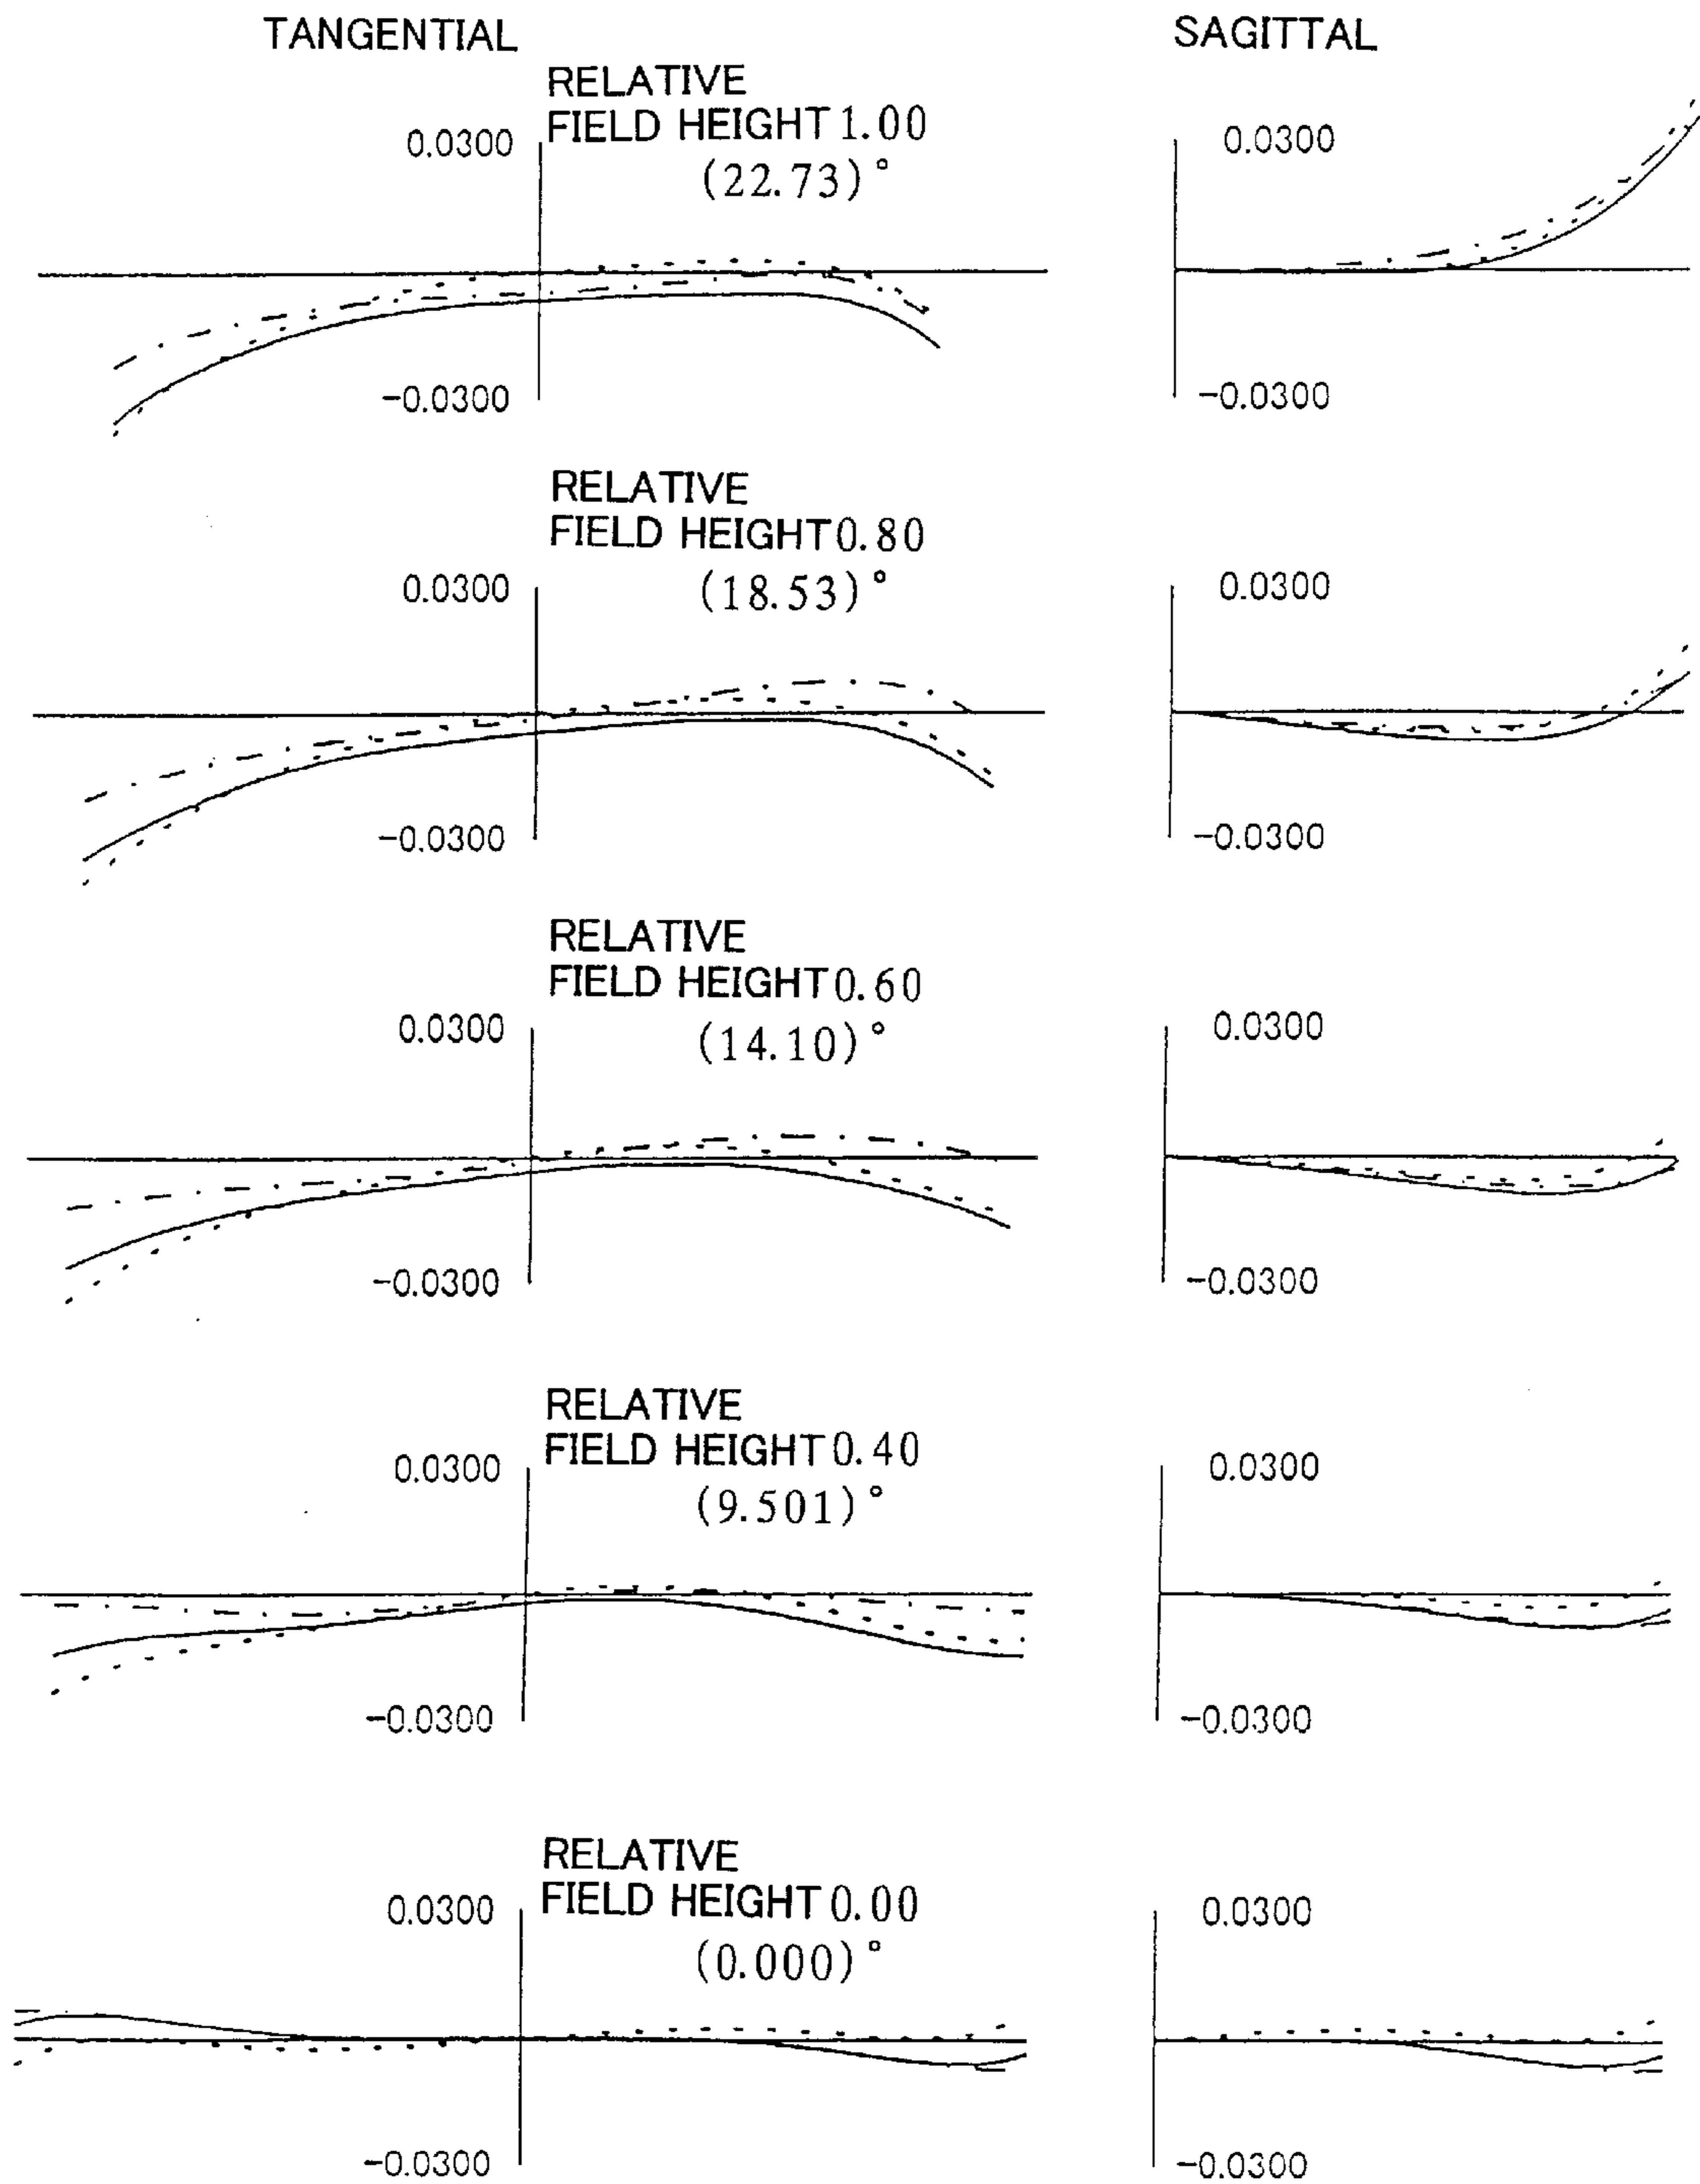 TANGENTIAL
SAGITTAL
RELATIVE
FIELD HEIGHT 1.00
(22.73)°
0.0300
-0.0300
0.0300
-0.0300
RELATIVE
FIELD HEIGHT 0.80
(18.53)°
0.0300
-0.0300
0.0300
-0.0300
RELATIVE
FIELD HEIGHT 0.60
(14.10)°
0.0300
-0.0300
0.0300
-0.0300
RELATIVE
FIELD HEIGHT 0.40
(9.501)°
0.0300
-0.0300
0.0300
-0.0300
RELATIVE
FIELD HEIGHT 0.00
(0.000)°
0.0300
-0.0300
0.0300
-0.0300